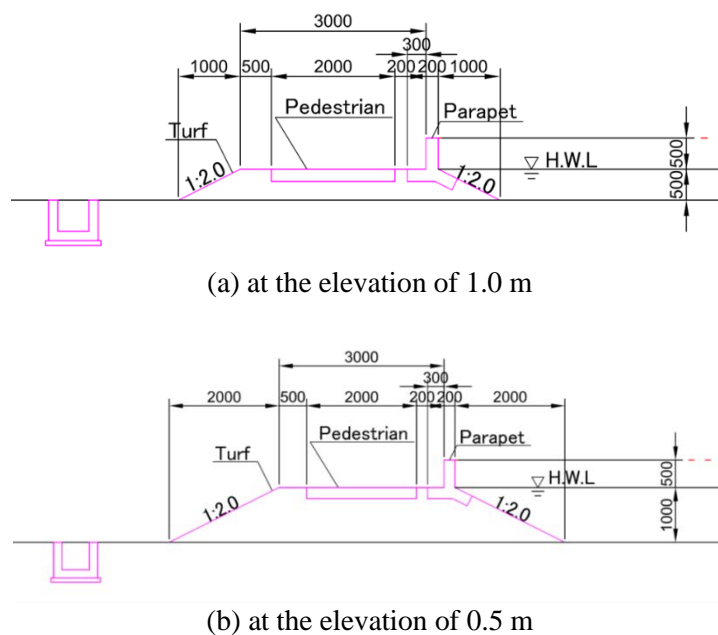 3000
300
1000 500 2000 200 200 1000
Pedestrian
Parapet
Turf
1:2.0
1:2.0
H.W.L
500
500
(a) at the elevation of 1.0 m
3000
300
2000 500 2000 200 200 2000
Pedestrian
Parapet
Turf
1:2.0
1:2.0
H.W.L
500
1000
(b) at the elevation of 0.5 m